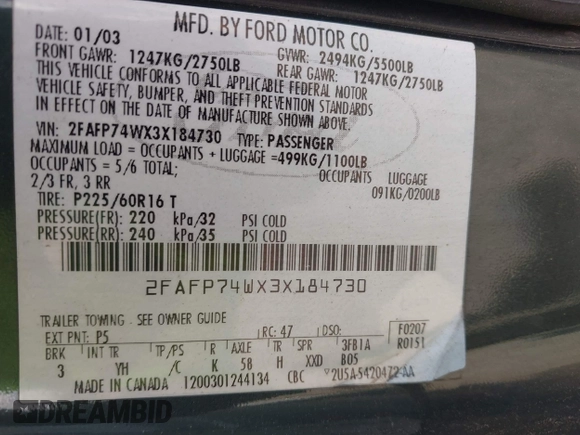 MFD. BY FORD MOTOR CO.
DATE: 01/03
GVWR: 2494KG/5500LB
FRONT GAWR: 1247KG/2750LB
REAR GAWR: 1247KG/2750LB
THIS VEHICLE CONFORMS TO ALL APPLICABLE FEDERAL MOTOR
VEHICLE SAFETY, BUMPER, AND THEFT PREVENTION STANDARDS
IN EFFECT ON THE DATE OF MANUFACTURE SHOWN ABOVE.
VIN: 2FAFP74WX3X184730 TYPE: PASSENGER
MAXIMUM LOAD = OCCUPANTS + LUGGAGE = 499KG/1100LB
OCCUPANTS = 5/6 TOTAL; OCCUPANTS LUGGAGE
2/3 FR, 3 RR 091KG/0200LB
TIRE: P225/60R16 T
PRESSURE(FR): 220 kPa/32 PSI COLD
PRESSURE(RR): 240 kPa/35 PSI COLD
2FAFP74WX3X184730
TRAILER TOWING - SEE OWNER GUIDE
EXT PNT: P5 RC: 47 DSO: F0207
BRK INT TR TP/PS R AXLE TR SPR 3FB1A R0151
3 YH /C K 58 H XXD B05
MADE IN CANADA 1200301244134 CBC 2U5A-5420472-AA
DREAMBID